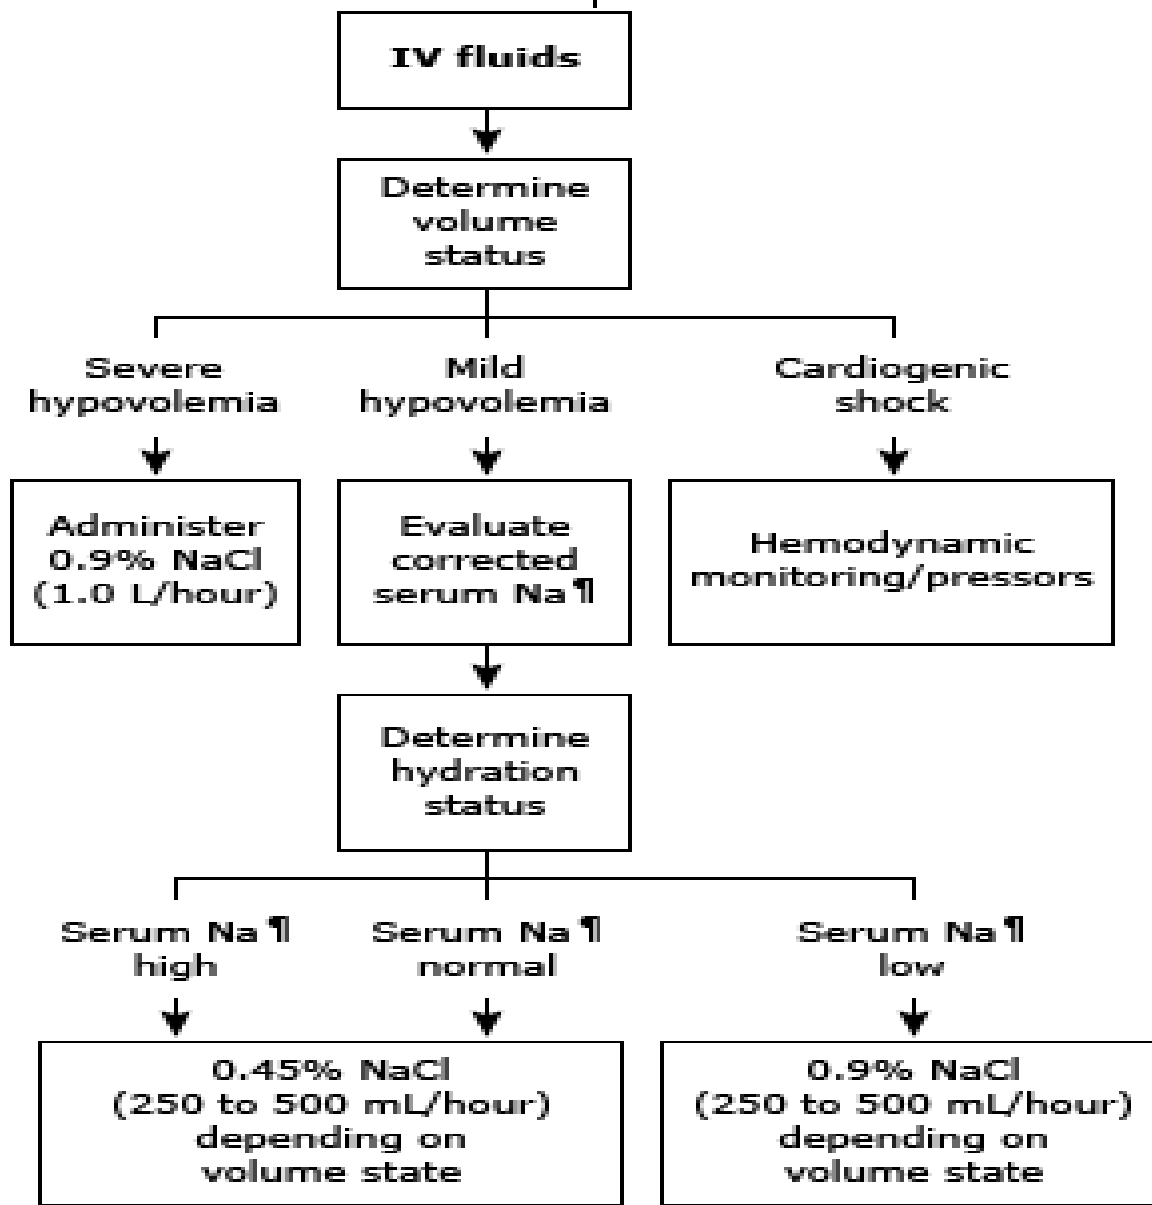 IV fluids
Determine
volume
status
Severe
hypovolemia
Mild
hypovolemia
Cardiogenic
shock
Administer
0.9% NaCl
(1.0 L/hour)
Evaluate
corrected
serum Na¶
Hemodynamic
monitoring/pressors
Determine
hydration
status
Serum Na¶
high
Serum Na¶
normal
Serum Na¶
low
0.45% NaCl
(250 to 500 mL/hour)
depending on
volume state
0.9% NaCl
(250 to 500 mL/hour)
depending on
volume state